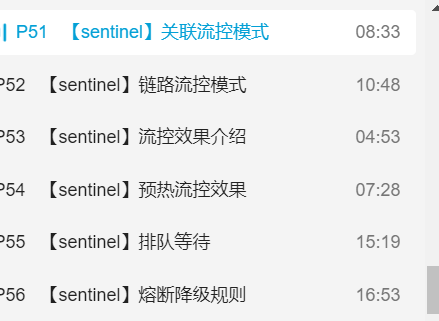 P51 【sentinel】关联流控模式 08:33
P52 【sentinel】链路流控模式 10:48
P53 【sentinel】流控效果介绍 04:53
P54 【sentinel】预热流控效果 07:28
P55 【sentinel】排队等待 15:19
P56 【sentinel】熔断降级规则 16:53